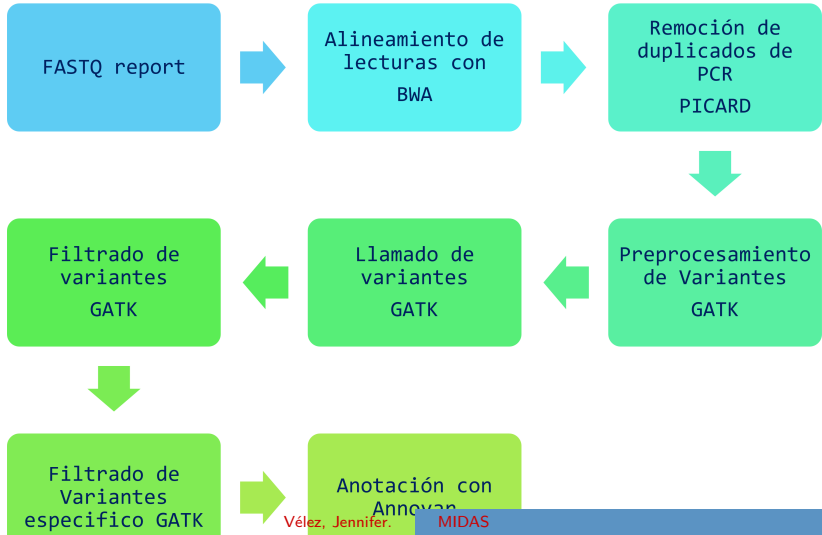 FASTQ report
Alineamiento de
lecturas con
BWA
Remoción de
duplicados de
PCR
PICARD
Preprocesamiento
de Variantes
GATK
Llamado de
variantes
GATK
Filtrado de
variantes
GATK
Filtrado de
Variantes
especifico GATK
Anotación con
Annovar
Vélez, Jennifer. MIDAS